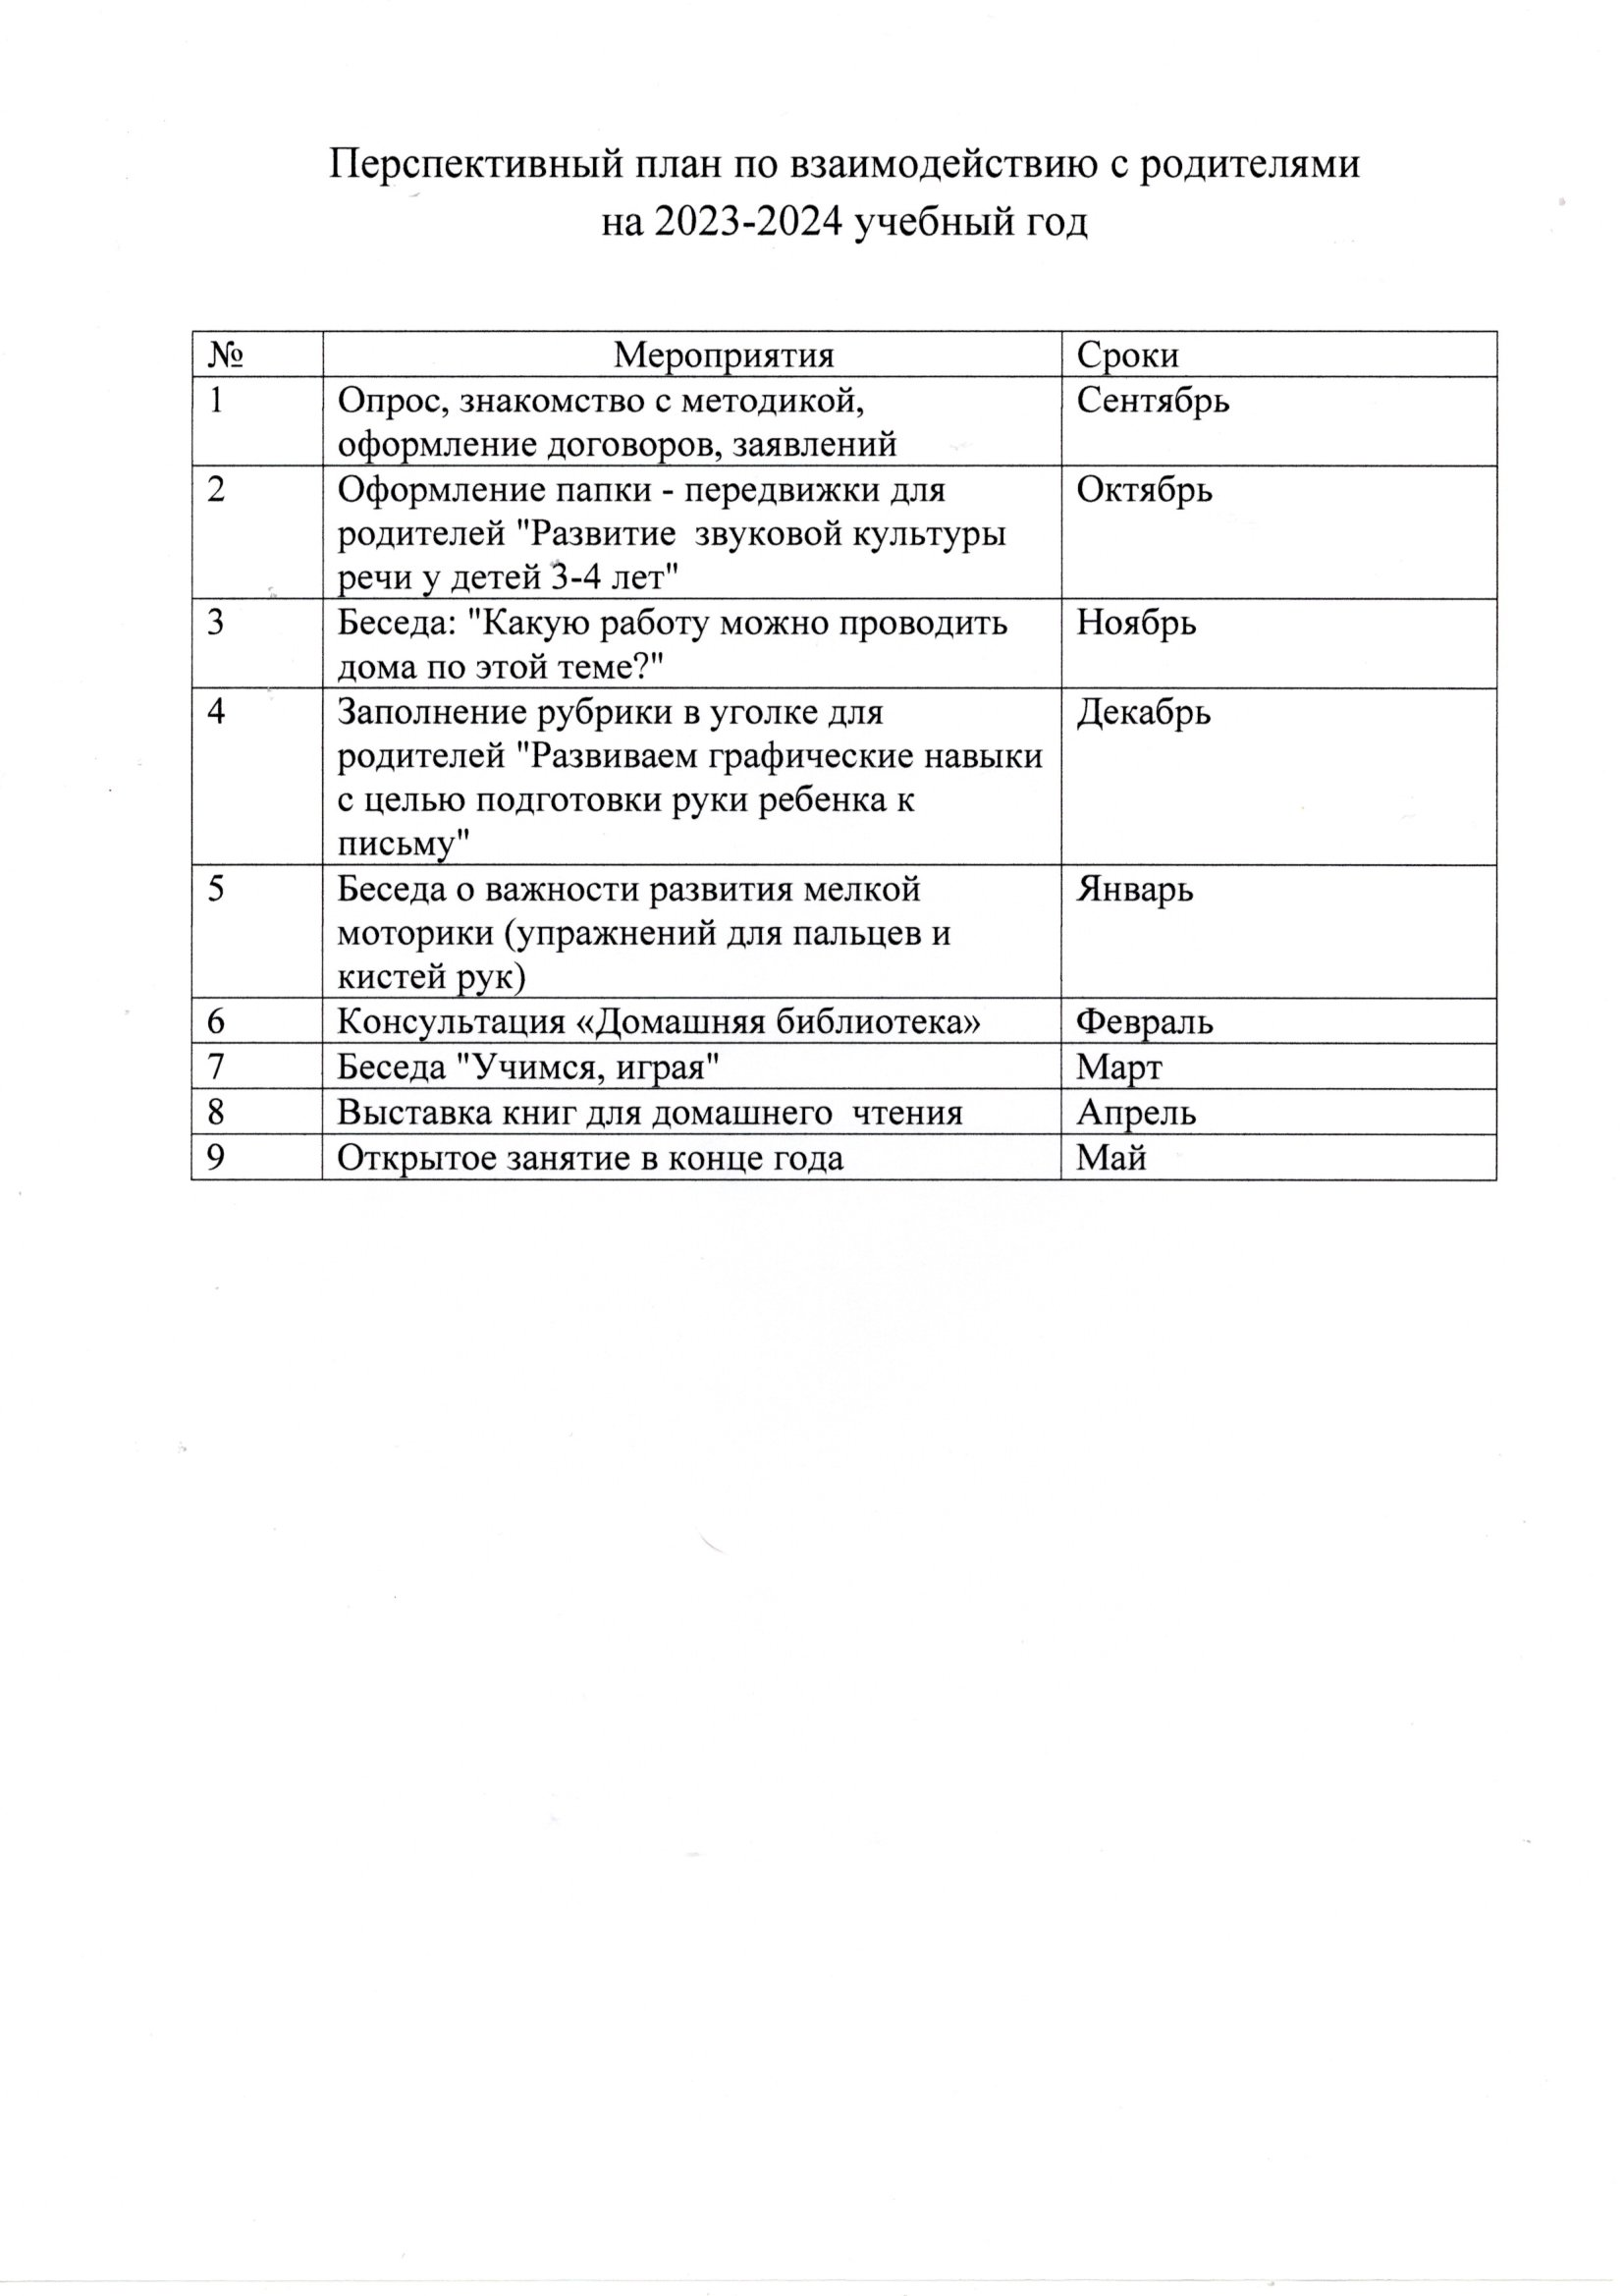 Перспективный план по взаимодействию с родителями
на 2023-2024 учебный год
№ Мероприятия Сроки
1 Опрос, знакомство с методикой, Сентябрь
оформление договоров, заявлений
2 Оформление папки - передвижки для Октябрь
родителей "Развитие  звуковой культуры
речи у детей 3-4 лет"
3 Беседа: "Какую работу можно проводить Ноябрь
дома по этой теме?"
4 Заполнение рубрики в уголке для Декабрь
родителей "Развиваем графические навыки
с целью подготовки руки ребенка к
письму"
5 Беседа о важности развития мелкой Январь
моторики (упражнений для пальцев и
кистей рук)
6 Консультация «Домашняя библиотека» Февраль
7 Беседа "Учимся, играя" Март
8 Выставка книг для домашнего  чтения Апрель
9 Открытое занятие в конце года Май